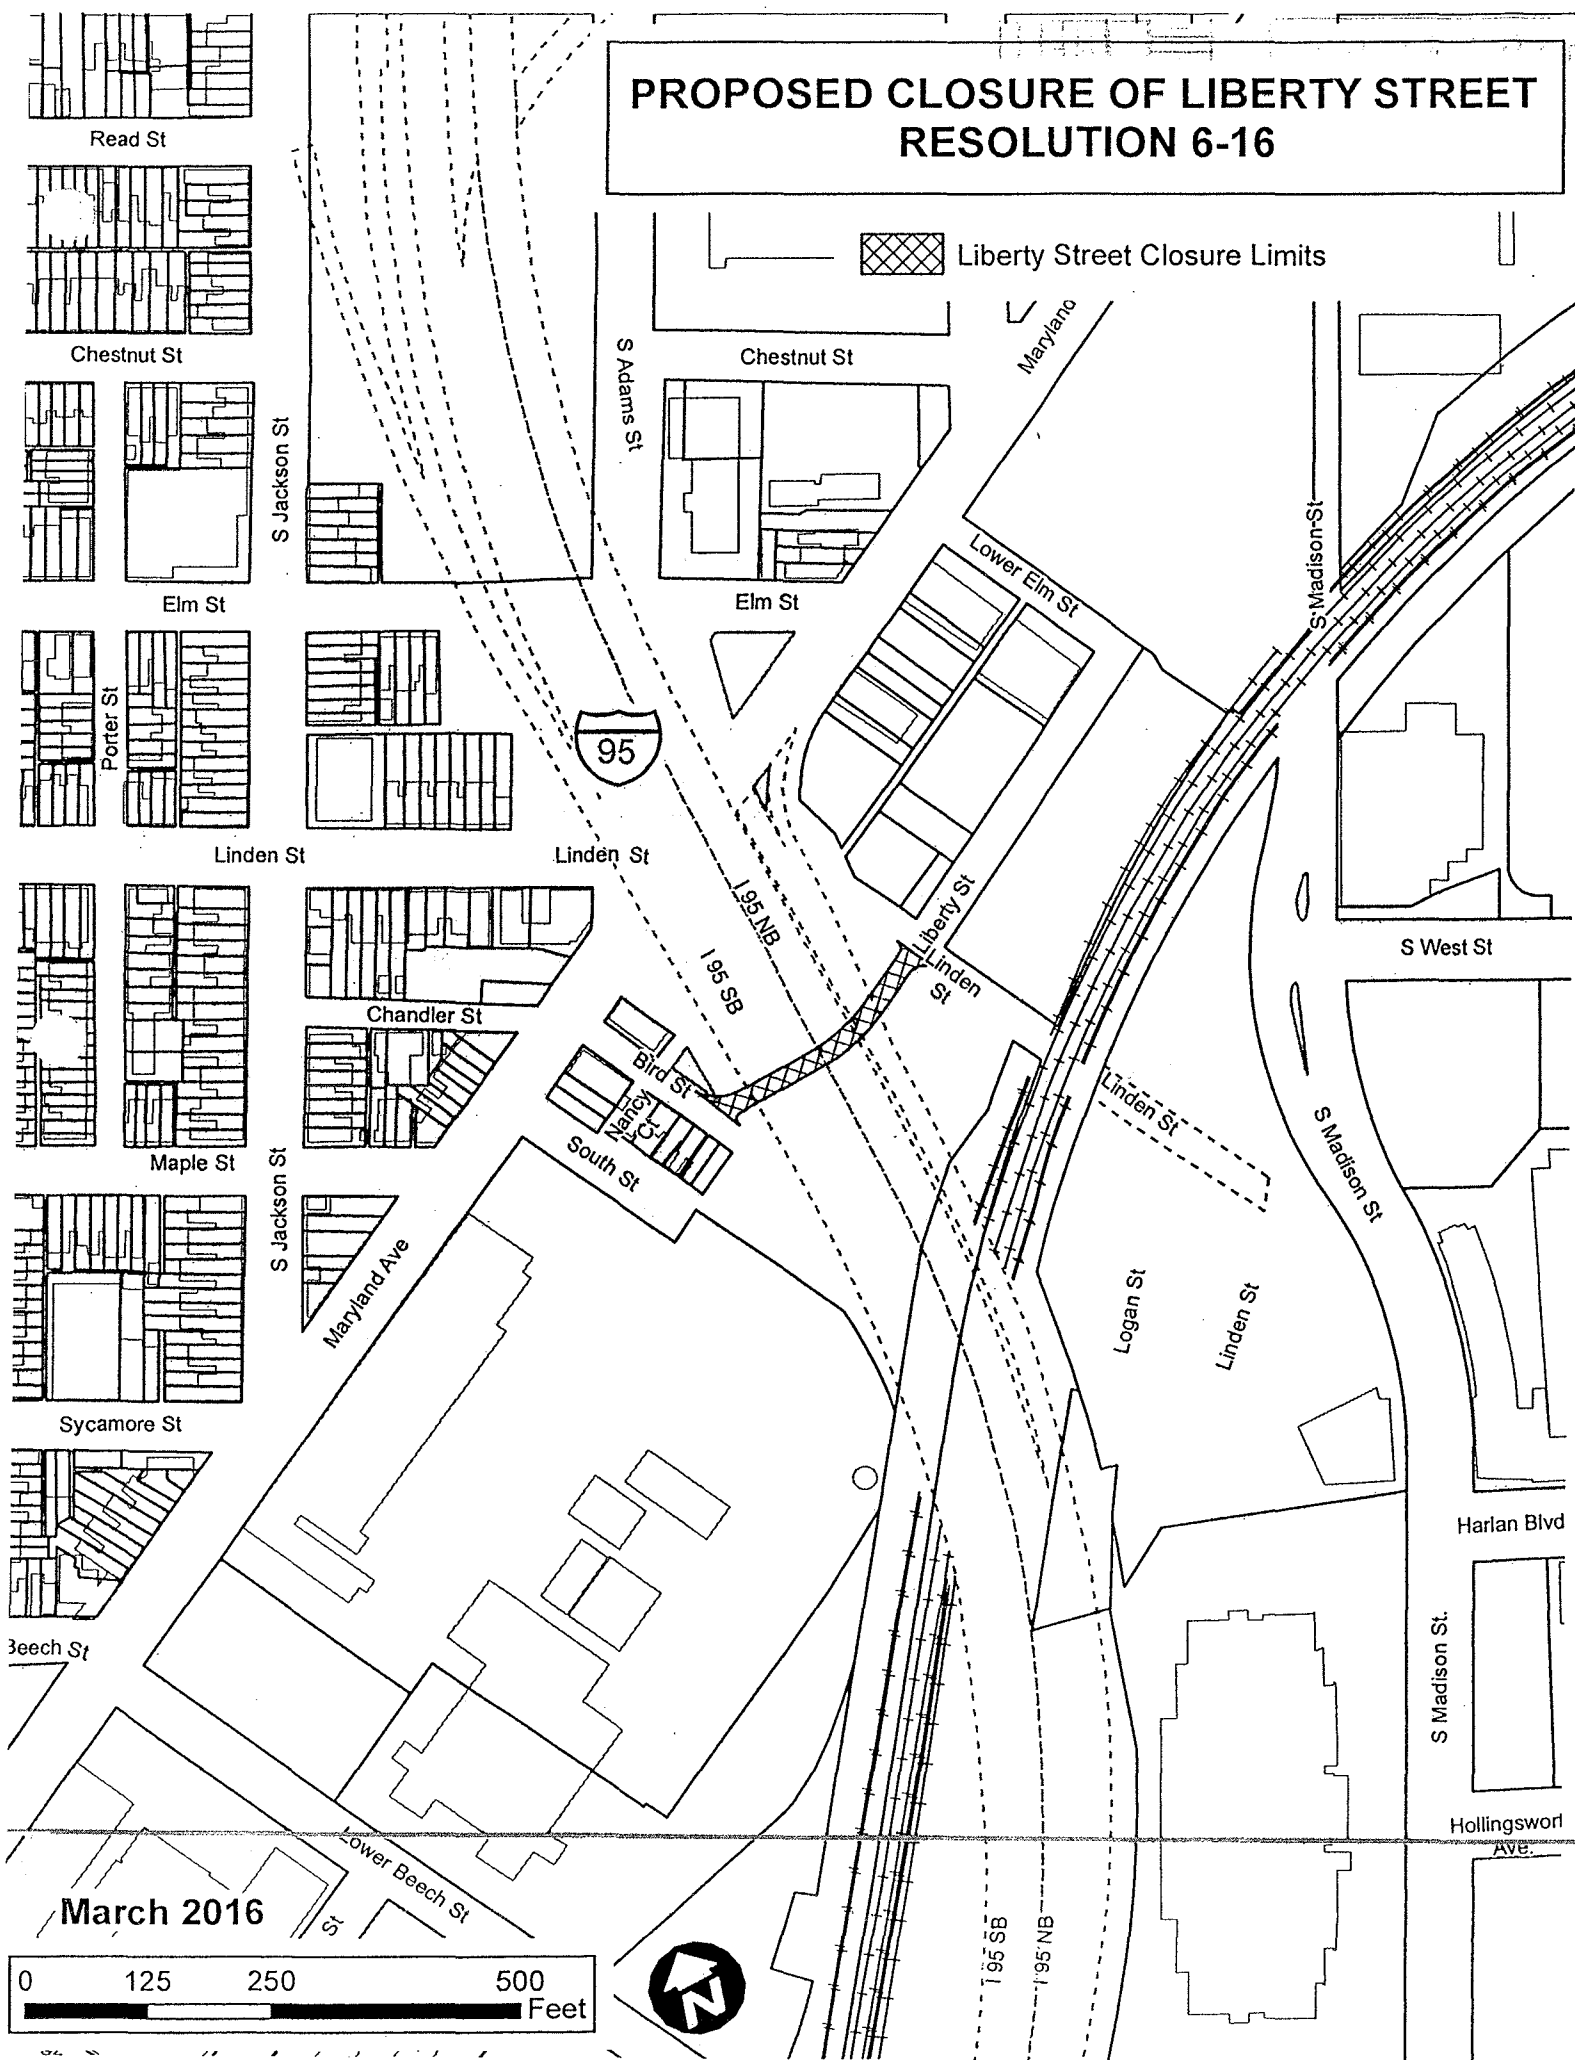 PROPOSED CLOSURE OF LIBERTY STREET
RESOLUTION 6-16
Liberty Street Closure Limits
Read St
Chestnut St
S Adams St
Chestnut St
Maryland
S Jackson St
Lower Elm St
S Madison St
Elm St
Elm St
Porter St
95
Linden St
Linden St
I 95 NB
I 95 SB
Liberty St
Linden
St
S West St
Chandler St
Bird St
Nancy
Ct
South St
Linden St
S Madison St
Maple St
S Jackson St
Maryland Ave
Logan St
Linden St
Sycamore St
Harlan Blvd
Beech St
S Madison St.
Hollingswort
Ave.
Lower Beech St
St
March 2016
I 95 SB
I 95 NB
0 125 250 500
Feet
N